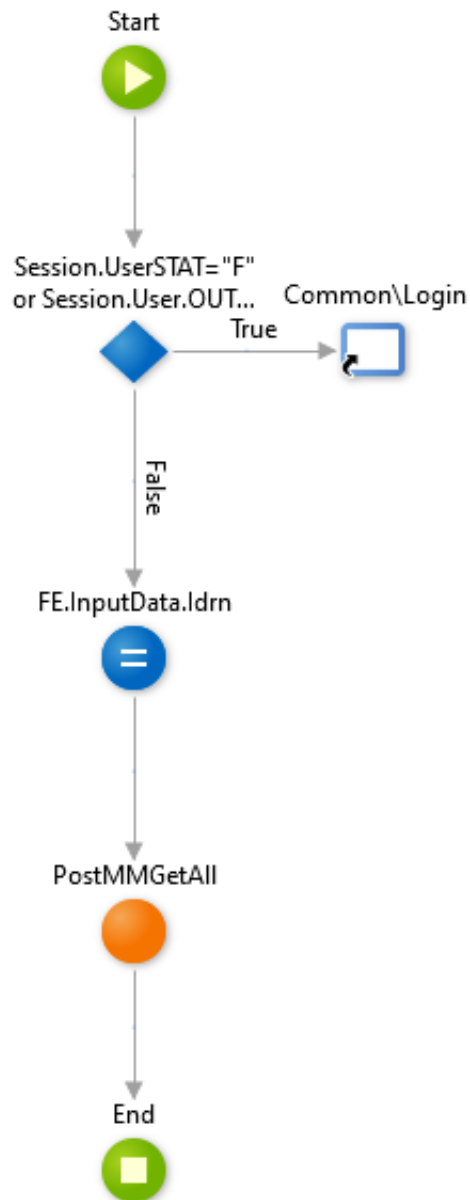 Start
Session.UserSTAT="F"
or Session.User.OUT...
Common\Login
True
False
FE.InputData.Idrn
PostMMGetAll
End